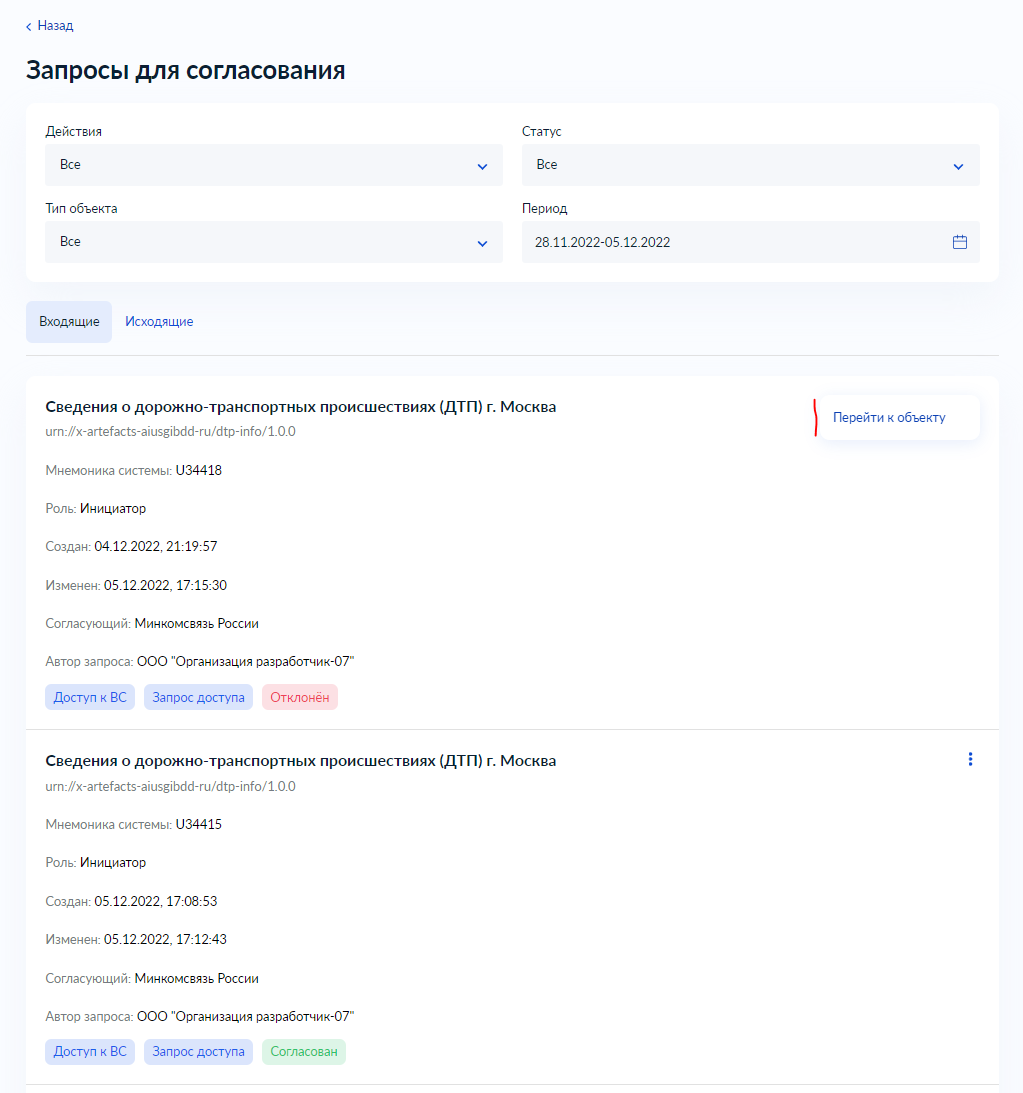 Назад
Запросы для согласования
Действия
Статус
Все
Все
Тип объекта
Период
Все
28.11.2022-05.12.2022
Входящие
Исходящие
Сведения о дорожно-транспортных происшествиях (ДТП) г. Москва
Перейти к объекту
urn://x-artefacts-aiusgibdd-ru/dtp-info/1.0.0
Мнемоника системы: U34418
Роль: Инициатор
Создан: 04.12.2022, 21:19:57
Изменен: 05.12.2022, 17:15:30
Согласующий: Минкомсвязь России
Автор запроса: ООО "Организация разработчик-07"
Доступ к ВС Запрос доступа Отклонён
Сведения о дорожно-транспортных происшествиях (ДТП) г. Москва
urn://x-artefacts-aiusgibdd-ru/dtp-info/1.0.0
Мнемоника системы: U34415
Роль: Инициатор
Создан: 05.12.2022, 17:08:53
Изменен: 05.12.2022, 17:12:43
Согласующий: Минкомсвязь России
Автор запроса: ООО "Организация разработчик-07"
Доступ к ВС Запрос доступа Согласован